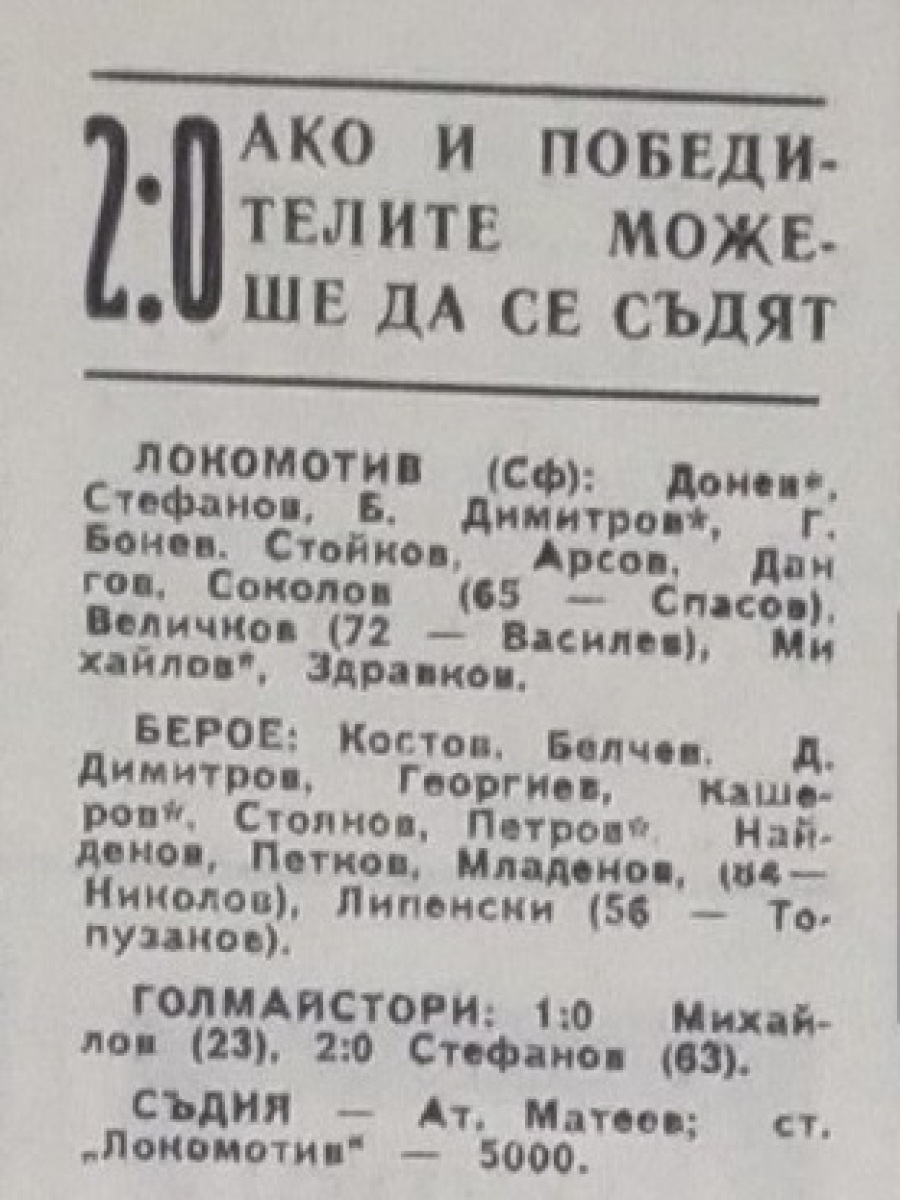 2:0
АКО И ПОБЕДИ-
ТЕЛИТЕ МОЖЕ-
ШЕ ДА СЕ СЪДЯТ
ЛОКОМОТИВ (Сф): Донев*,
Стефанов, Б. Димитров*, Г.
Бонев, Стойков, Арсов, Дан
гов, Соколов (65 — Спасов),
Величков (72 — Василев), Ми
хайлов*, Здравков.
БЕРОЕ: Костов, Белчев, Д.
Димитров, Георгиев, Каше-
ров*, Стоянов, Петров*, Най-
денов, Петков, Младенов, (84—
Николов), Липенски (56 — То-
пузаков).
ГОЛМАЙСТОРИ: 1:0 Михай-
лов (23), 2:0 Стефанов (63).
СЪДИЯ — Ат. Матеев; ст.
„Локомотив" — 5000.